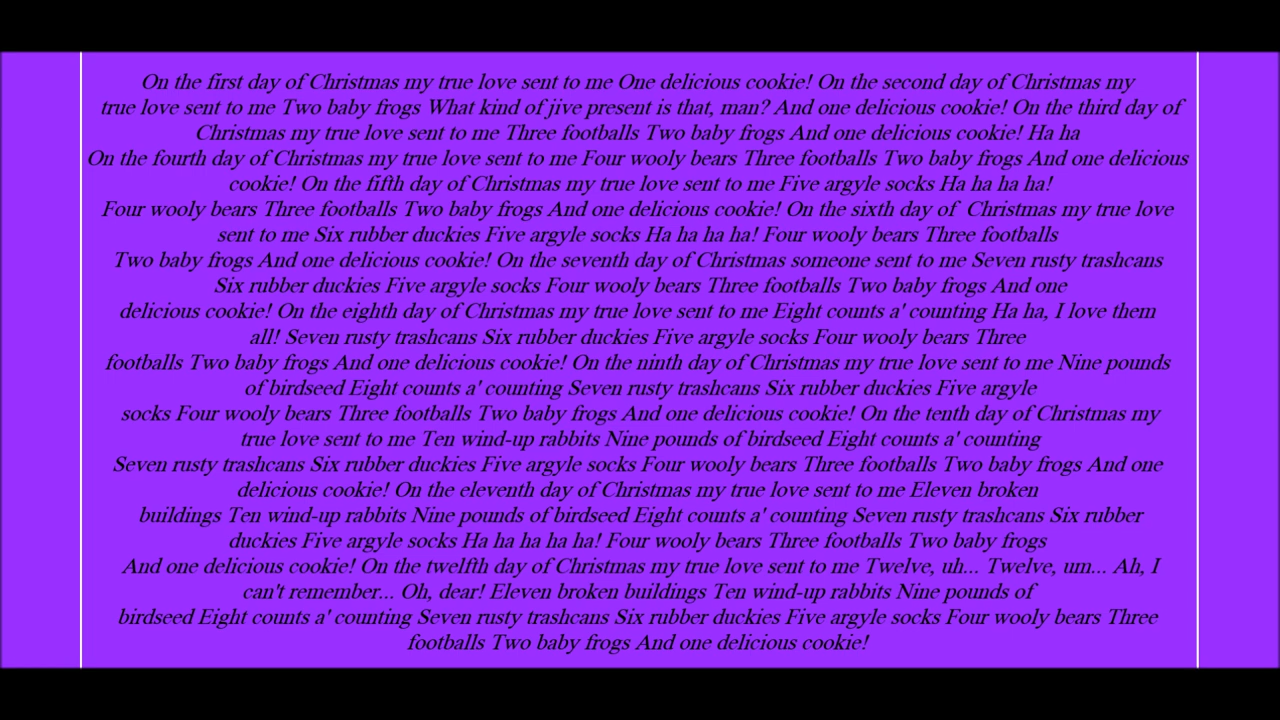 On the first day of Christmas my true love sent to me One delicious cookie! On the second day of Christmas my
true love sent to me Two baby frogs What kind of jive present is that, man? And one delicious cookie! On the third day of
Christmas my true love sent to me Three footballs Two baby frogs And one delicious cookie! Ha ha
On the fourth day of Christmas my true love sent to me Four wooly bears Three footballs Two baby frogs And one delicious
cookie! On the fifth day of Christmas my true love sent to me Five argyle socks Ha ha ha ha!
Four wooly bears Three footballs Two baby frogs And one delicious cookie! On the sixth day of Christmas my true love
sent to me Six rubber duckies Five argyle socks Ha ha ha ha! Four wooly bears Three footballs
Two baby frogs And one delicious cookie! On the seventh day of Christmas someone sent to me Seven rusty trashcans
Six rubber duckies Five argyle socks Four wooly bears Three footballs Two baby frogs And one
delicious cookie! On the eighth day of Christmas my true love sent to me Eight counts a' counting Ha ha, I love them
all! Seven rusty trashcans Six rubber duckies Five argyle socks Four wooly bears Three
footballs Two baby frogs And one delicious cookie! On the ninth day of Christmas my true love sent to me Nine pounds
of birdseed Eight counts a' counting Seven rusty trashcans Six rubber duckies Five argyle
socks Four wooly bears Three footballs Two baby frogs And one delicious cookie! On the tenth day of Christmas my
true love sent to me Ten wind-up rabbits Nine pounds of birdseed Eight counts a' counting
Seven rusty trashcans Six rubber duckies Five argyle socks Four wooly bears Three footballs Two baby frogs And one
delicious cookie! On the eleventh day of Christmas my true love sent to me Eleven broken
buildings Ten wind-up rabbits Nine pounds of birdseed Eight counts a' counting Seven rusty trashcans Six rubber
duckies Five argyle socks Ha ha ha ha ha! Four wooly bears Three footballs Two baby frogs
And one delicious cookie! On the twelfth day of Christmas my true love sent to me Twelve, uh... Twelve, um... Ah, I
can't remember... Oh, dear! Eleven broken buildings Ten wind-up rabbits Nine pounds of
birdseed Eight counts a' counting Seven rusty trashcans Six rubber duckies Five argyle socks Four wooly bears Three
footballs Two baby frogs And one delicious cookie!